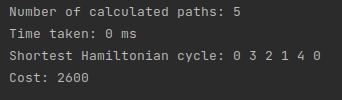 Number of calculated paths: 5
Time taken: 0 ms
Shortest Hamiltonian cycle: 0 3 2 1 4 0
Cost: 2600